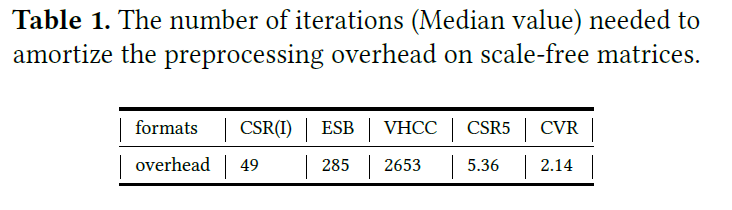 Table 1. The number of iterations (Median value) needed to
amortize the preprocessing overhead on scale-free matrices.
formats CSR(I) ESB VHCC CSR5 CVR
overhead 49 285 2653 5.36 2.14